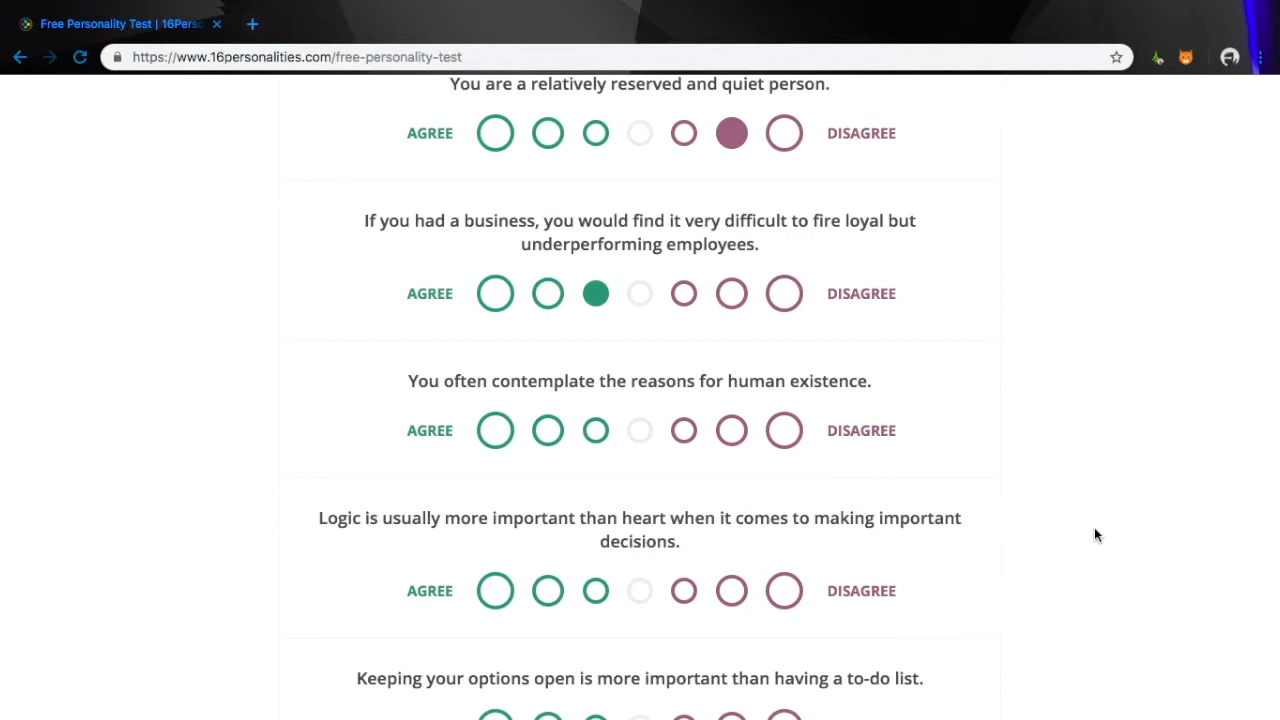 Free Personality Test | 16Pers
https://www.16personalities.com/free-personality-test
You are a relatively reserved and quiet person.
AGREE DISAGREE
If you had a business, you would find it very difficult to fire loyal but
underperforming employees.
AGREE DISAGREE
You often contemplate the reasons for human existence.
AGREE DISAGREE
Logic is usually more important than heart when it comes to making important
decisions.
AGREE DISAGREE
Keeping your options open is more important than having a to-do list.